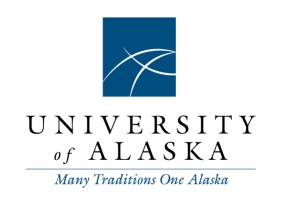 UNIVERSITY
of ALASKA
Many Traditions One Alaska